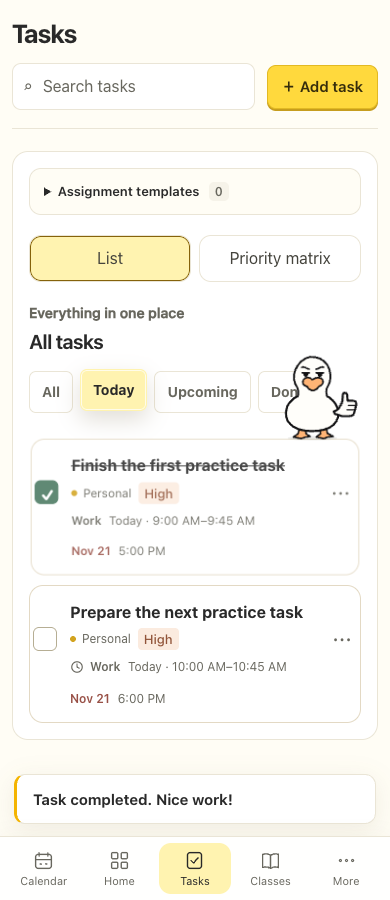 Tasks
Search tasks
+ Add task
Assignment templates 0
List
Priority matrix
Everything in one place
All tasks
All
Today
Upcoming
Don
Finish the first practice task
Personal High
Work Today · 9:00 AM–9:45 AM
Nov 21 5:00 PM
Prepare the next practice task
Personal High
Work Today · 10:00 AM–10:45 AM
Nov 21 6:00 PM
Task completed. Nice work!
Calendar
Home
Tasks
Classes
More